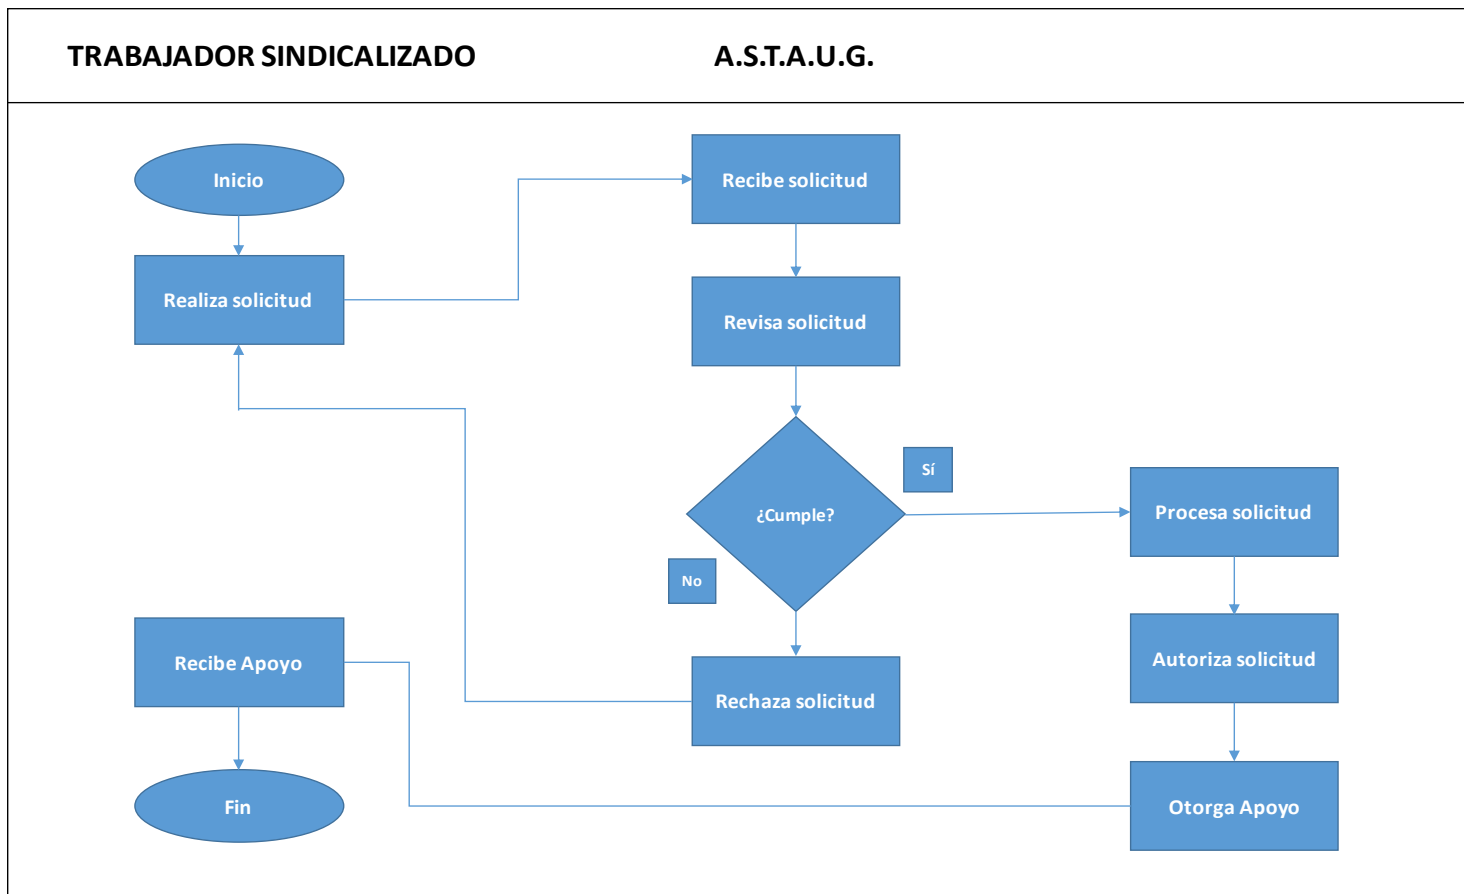 TRABAJADOR SINDICALIZADO
A.S.T.A.U.G.
Inicio
Realiza solicitud
Recibe solicitud
Revisa solicitud
¿Cumple?
Sí
No
Procesa solicitud
Autoriza solicitud
Rechaza solicitud
Otorga Apoyo
Recibe Apoyo
Fin